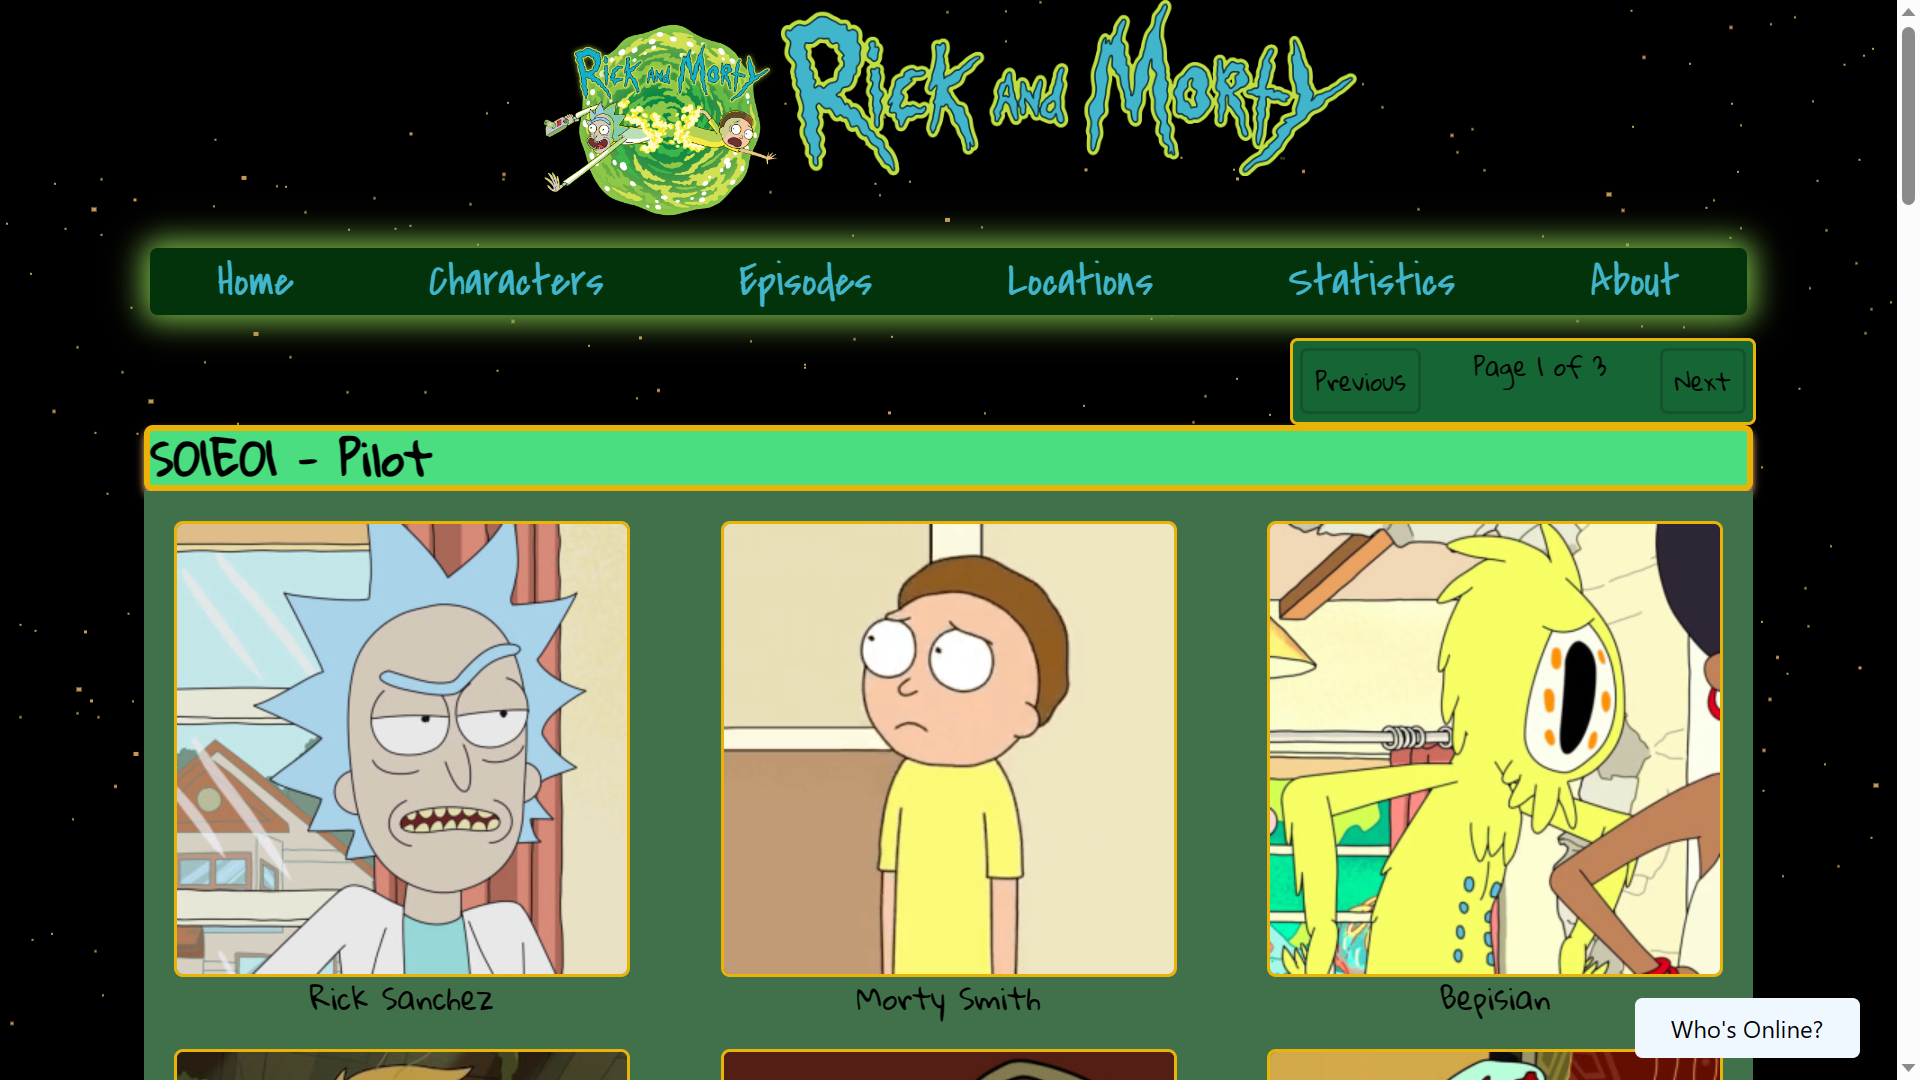 Rick and Morty
Rick and Morty
Home Characters Episodes Locations Statistics About
Previous Page 1 of 3 Next
S01E01 - Pilot
Rick Sanchez Morty Smith Bepisian
Who's Online?